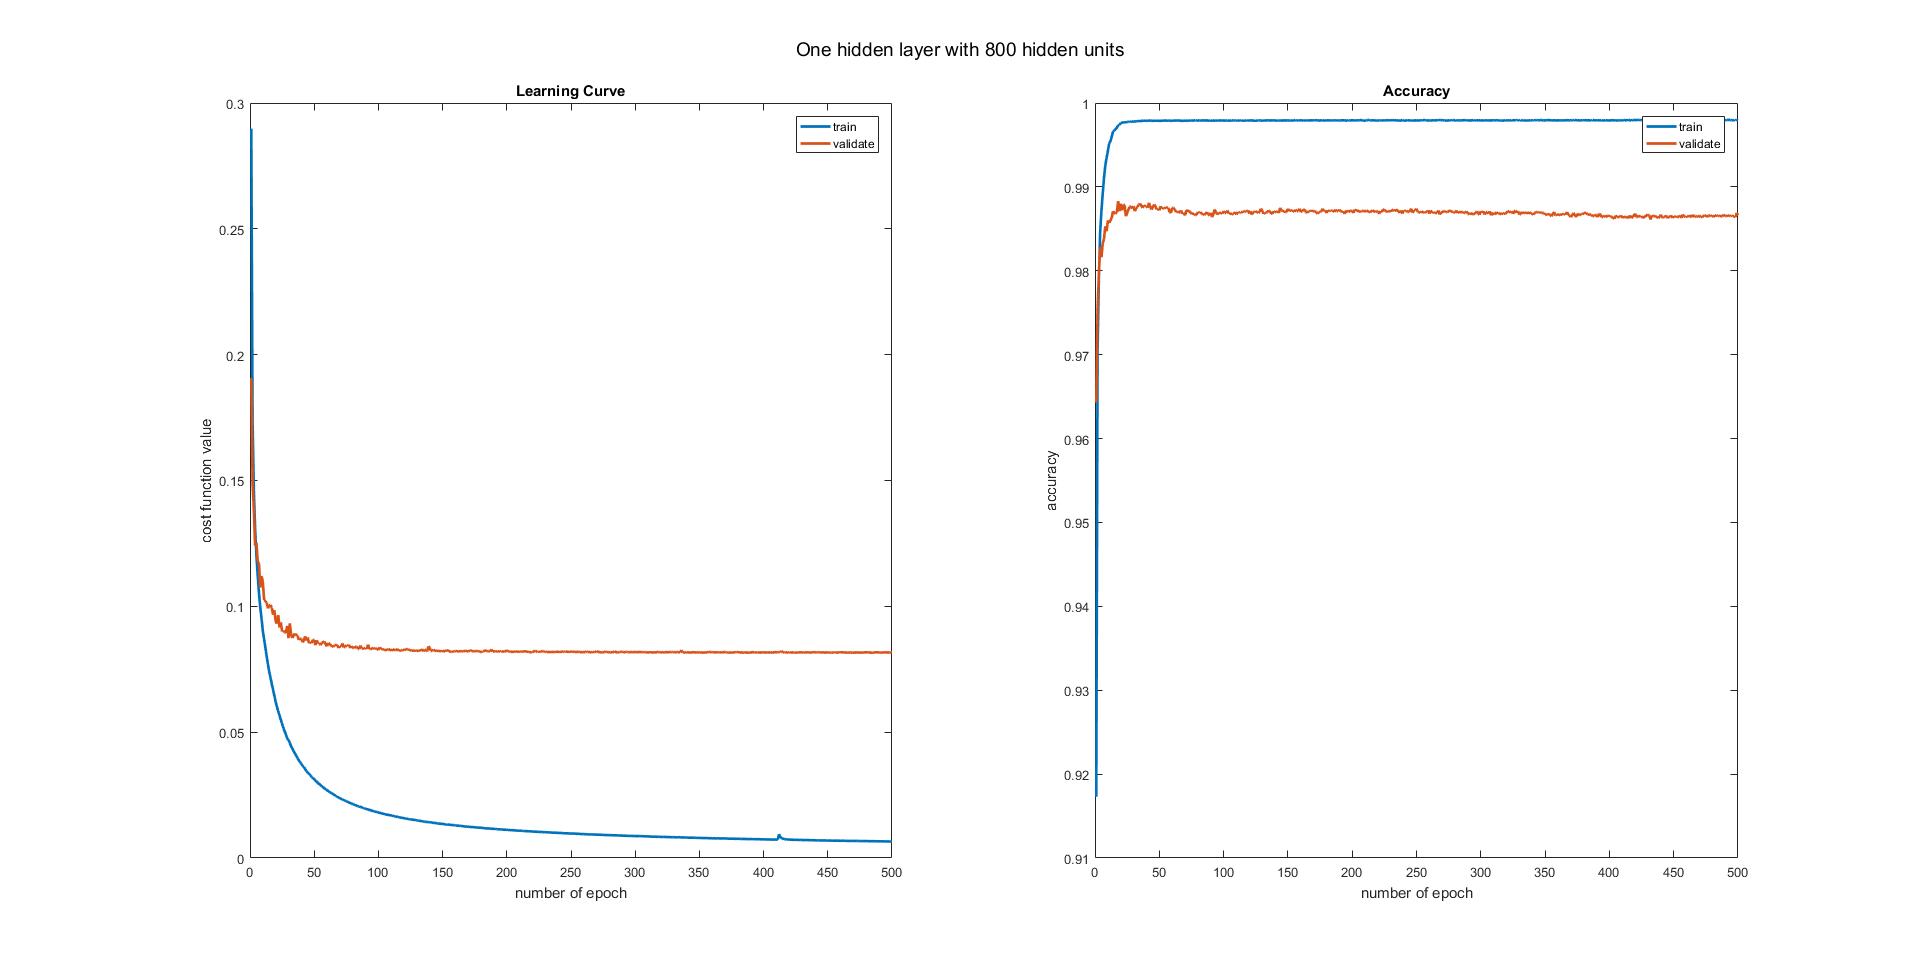 One hidden layer with 800 hidden units
Learning Curve
0.3
0.25
0.2
0.15
0.1
0.05
0
cost function value
train
validate
0 50 100 150 200 250 300 350 400 450 500
number of epoch
Accuracy
1
0.99
0.98
0.97
0.96
0.95
0.94
0.93
0.92
0.91
accuracy
train
validate
0 50 100 150 200 250 300 350 400 450 500
number of epoch